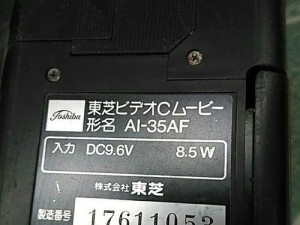 Toshiba 東芝ビデオCムービー
形名 AI-35AF
入力 DC9.6V 8.5W
株式会社 東芝
製造番号 17611053